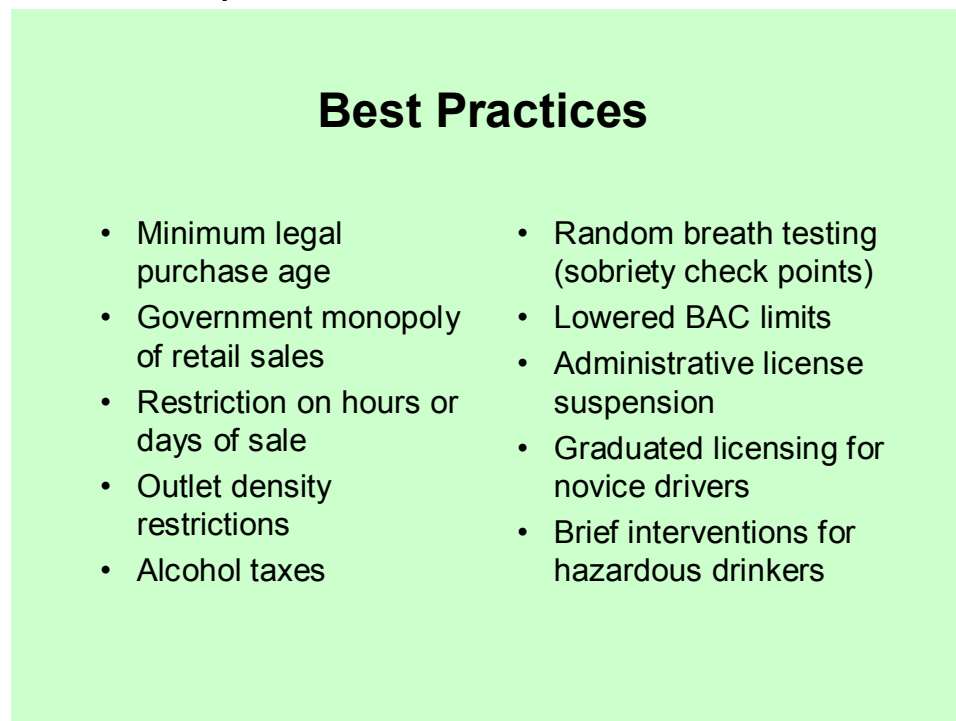 Best Practices
• Minimum legal
purchase age
• Government monopoly
of retail sales
• Restriction on hours or
days of sale
• Outlet density
restrictions
• Alcohol taxes
• Random breath testing
(sobriety check points)
• Lowered BAC limits
• Administrative license
suspension
• Graduated licensing for
novice drivers
• Brief interventions for
hazardous drinkers